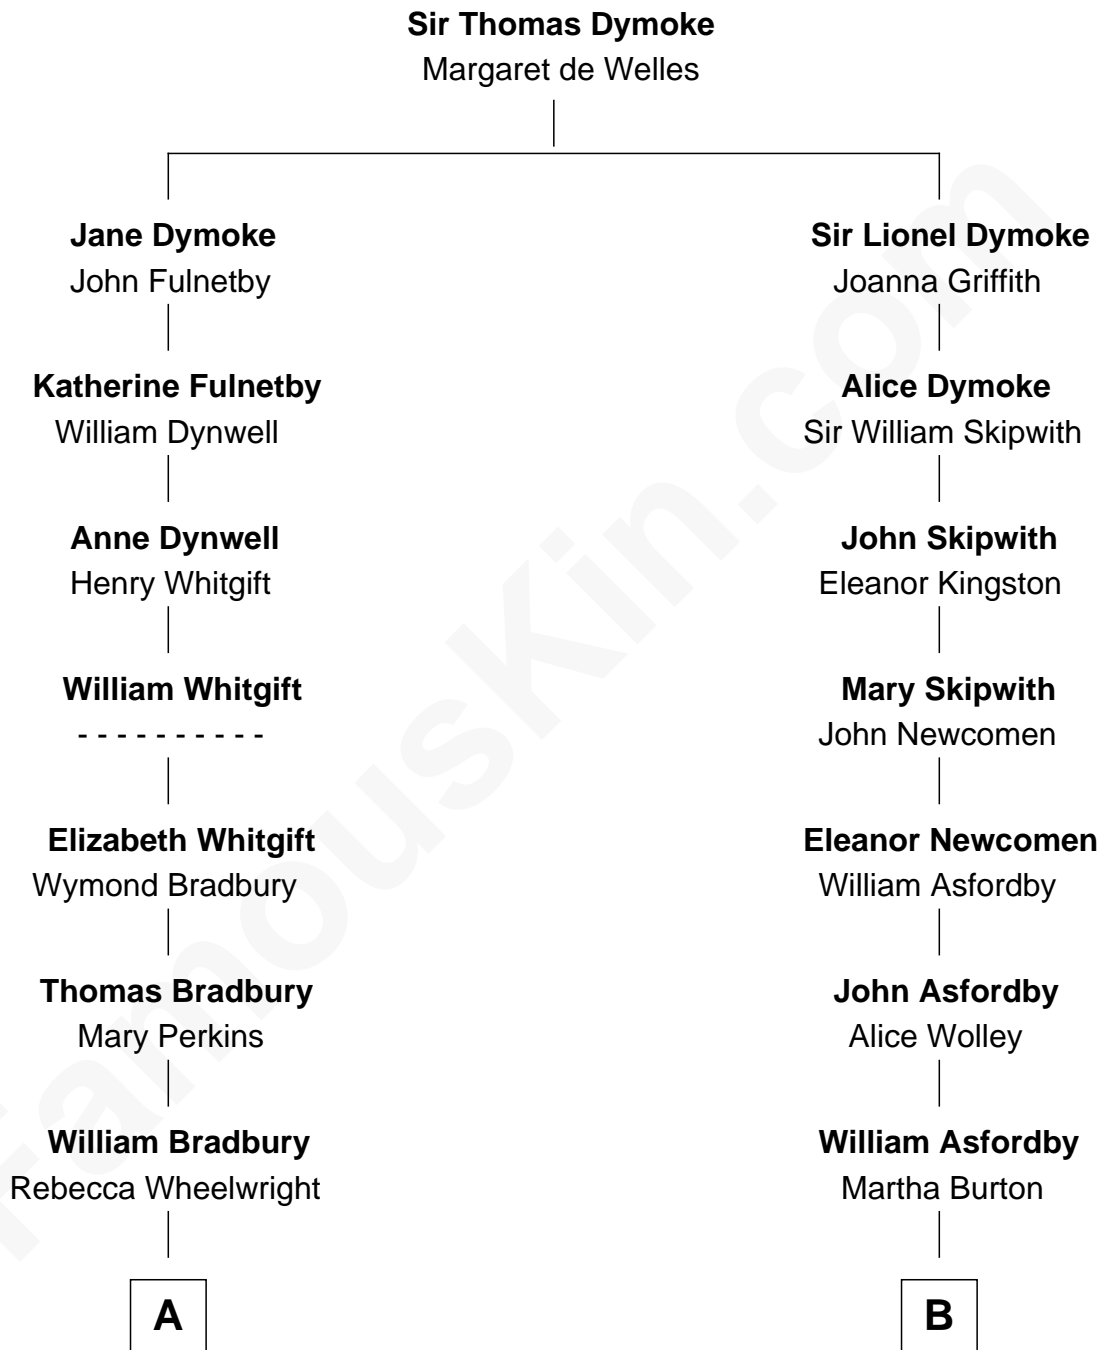 Sir Thomas Dymoke
Margaret de Welles
Jane Dymoke
John Fulnetby
Katherine Fulnetby
William Dynwell
Anne Dynwell
Henry Whitgift
William Whitgift
- - - - - - - - - -
Elizabeth Whitgift
Wymond Bradbury
Thomas Bradbury
Mary Perkins
William Bradbury
Rebecca Wheelwright
A
Sir Lionel Dymoke
Joanna Griffith
Alice Dymoke
Sir William Skipwith
John Skipwith
Eleanor Kingston
Mary Skipwith
John Newcomen
Eleanor Newcomen
William Asfordby
John Asfordby
Alice Wolley
William Asfordby
Martha Burton
B
FamousKin.com